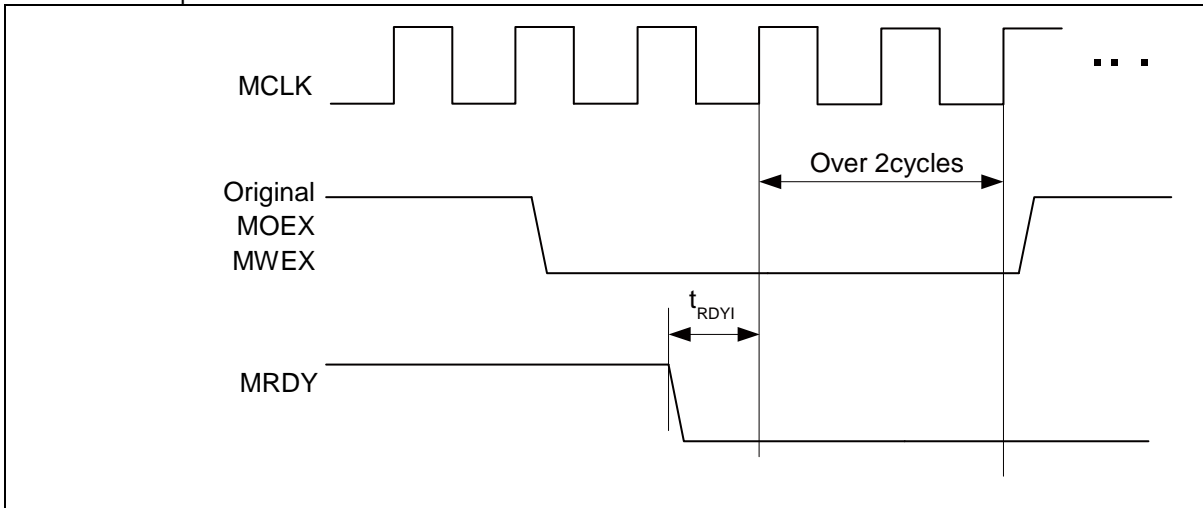 MCLK
Over 2cycles
Original
MOEX
MWEX
tRDYI
MRDY